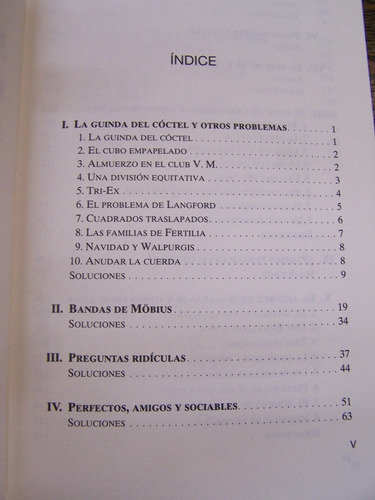 ÍNDICE
I. LA GUINDA DEL CÓCTEL Y OTROS PROBLEMAS. . . . . . . . . 1
1. LA GUINDA DEL CÓCTEL . . . . . . . . . . . . . . . . . . . . 1
2. EL CUBO EMPAPELADO . . . . . . . . . . . . . . . . . . . . . 2
3. ALMUERZO EN EL CLUB V. M. . . . . . . . . . . . . . . . . . 2
4. UNA DIVISIÓN EQUITATIVA . . . . . . . . . . . . . . . . . . 3
5. TRI-EX . . . . . . . . . . . . . . . . . . . . . . . . . . . . 4
6. EL PROBLEMA DE LANGFORD . . . . . . . . . . . . . . . . . 5
7. CUADRADOS TRASLAPADOS. . . . . . . . . . . . . . . . . . . 6
8. LAS FAMILIAS DE FERTILIA . . . . . . . . . . . . . . . . . . 7
9. NAVIDAD Y WALPURGIS . . . . . . . . . . . . . . . . . . . . 8
10. ANUDAR LA CUERDA . . . . . . . . . . . . . . . . . . . . . . 8
SOLUCIONES . . . . . . . . . . . . . . . . . . . . . . . . . . . 9
II. BANDAS DE MÖBIUS . . . . . . . . . . . . . . . . . . . . . . 19
SOLUCIONES . . . . . . . . . . . . . . . . . . . . . . . . . . . 34
III. PREGUNTAS RIDÍCULAS . . . . . . . . . . . . . . . . . . . . 37
SOLUCIONES . . . . . . . . . . . . . . . . . . . . . . . . . . . 44
IV. PERFECTOS, AMIGOS Y SOCIABLES. . . . . . . . . . . . . . . 51
SOLUCIONES . . . . . . . . . . . . . . . . . . . . . . . . . . . 63
V